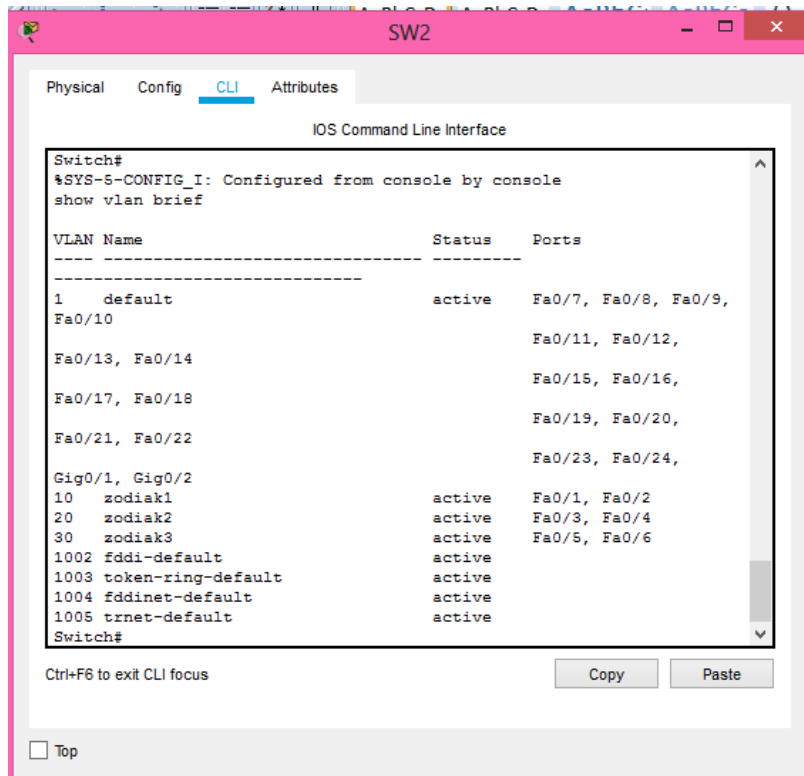 SW2
Physical Config CLI Attributes
IOS Command Line Interface
Switch#
%SYS-5-CONFIG_I: Configured from console by console
show vlan brief
VLAN Name Status Ports
---- -------------------------------- ---------
-------------------------------
1 default active Fa0/7, Fa0/8, Fa0/9,
Fa0/10
Fa0/11, Fa0/12,
Fa0/13, Fa0/14
Fa0/15, Fa0/16,
Fa0/17, Fa0/18
Fa0/19, Fa0/20,
Fa0/21, Fa0/22
Fa0/23, Fa0/24,
Gig0/1, Gig0/2
10 zodiak1 active Fa0/1, Fa0/2
20 zodiak2 active Fa0/3, Fa0/4
30 zodiak3 active Fa0/5, Fa0/6
1002 fddi-default active
1003 token-ring-default active
1004 fddinet-default active
1005 trnet-default active
Switch#
Ctrl+F6 to exit CLI focus Copy Paste
Top